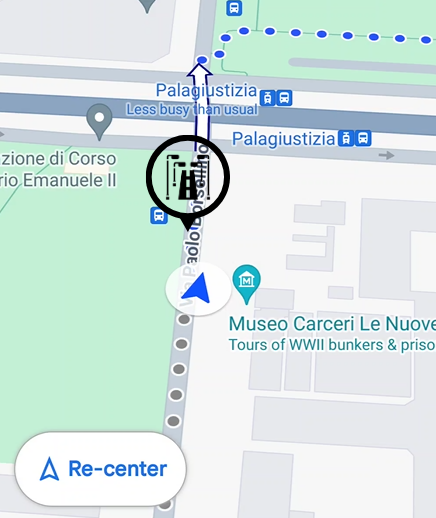 Palagiustizia
Less busy than usual
Palagiustizia
zione di Corso
rio Emanuele II
Via Paolo Borsellino
Museo Carceri Le Nuove
Tours of WWII bunkers & priso
Re-center